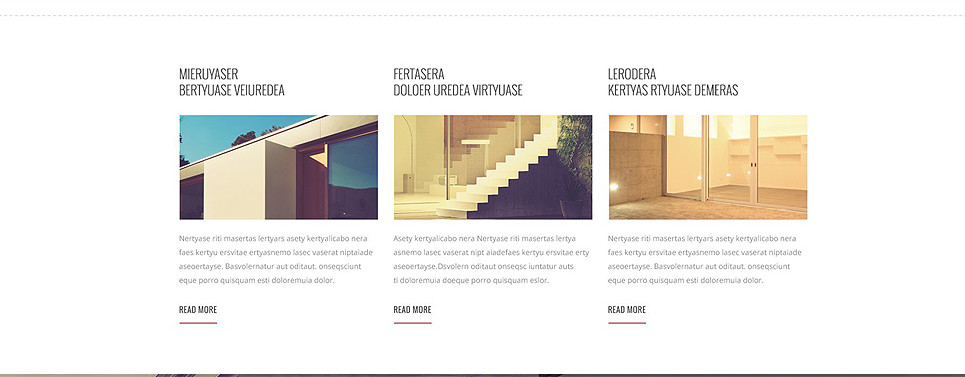 MIERUYASER
BERTYUASE VEIUREDEA
FERTASERA
DOLOER UREDEA VIRTYUASE
LERODERA
KERTYAS RTYUASE DEMERAS
Nertyase riti masertas lertyars asety kertyalicabo nera
faes kertyu ersvitae ertyasnemo lasec vaserat niptaiade
aseoertayse. Basvolernatur aut oditaut. onseqsciunt
eque porro quisquam esti doloremuia dolor.
Asety kertyalicabo nera Nertyase riti masertas lertya
asnemo lasec vaserat nipt aiadefaes kertyu ersvitae erty
aseoertayse.Dsvolern oditaut onseqsc iuntatur auts
ti doloremuia doeque porro quisquam eslor.
Nertyase riti masertas lertyars asety kertyalicabo nera
faes kertyu ersvitae ertyasnemo lasec vaserat niptaiade
aseoertayse. Basvolernatur aut oditaut. onseqsciunt
eque porro quisquam esti doloremuia dolor.
READ MORE
READ MORE
READ MORE